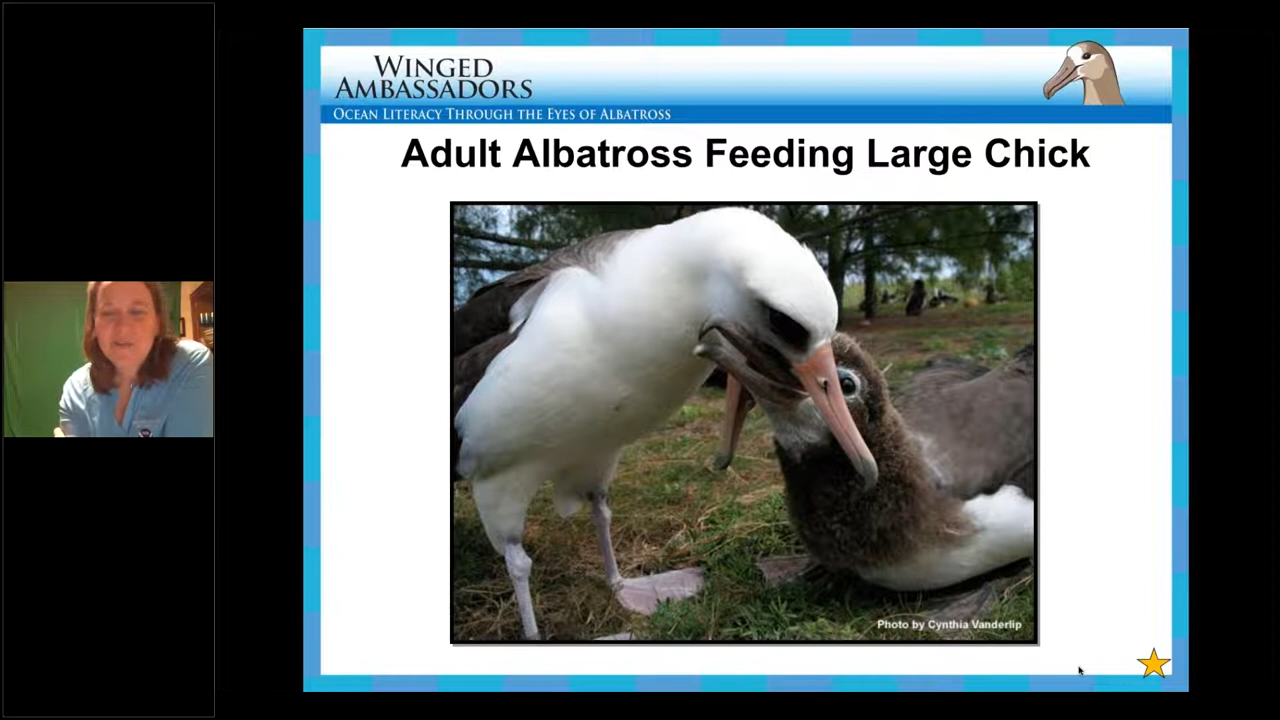 WINGED
AMBASSADORS
OCEAN LITERACY THROUGH THE EYES OF ALBATROSS
Adult Albatross Feeding Large Chick
Photo by Cynthia Vanderlip